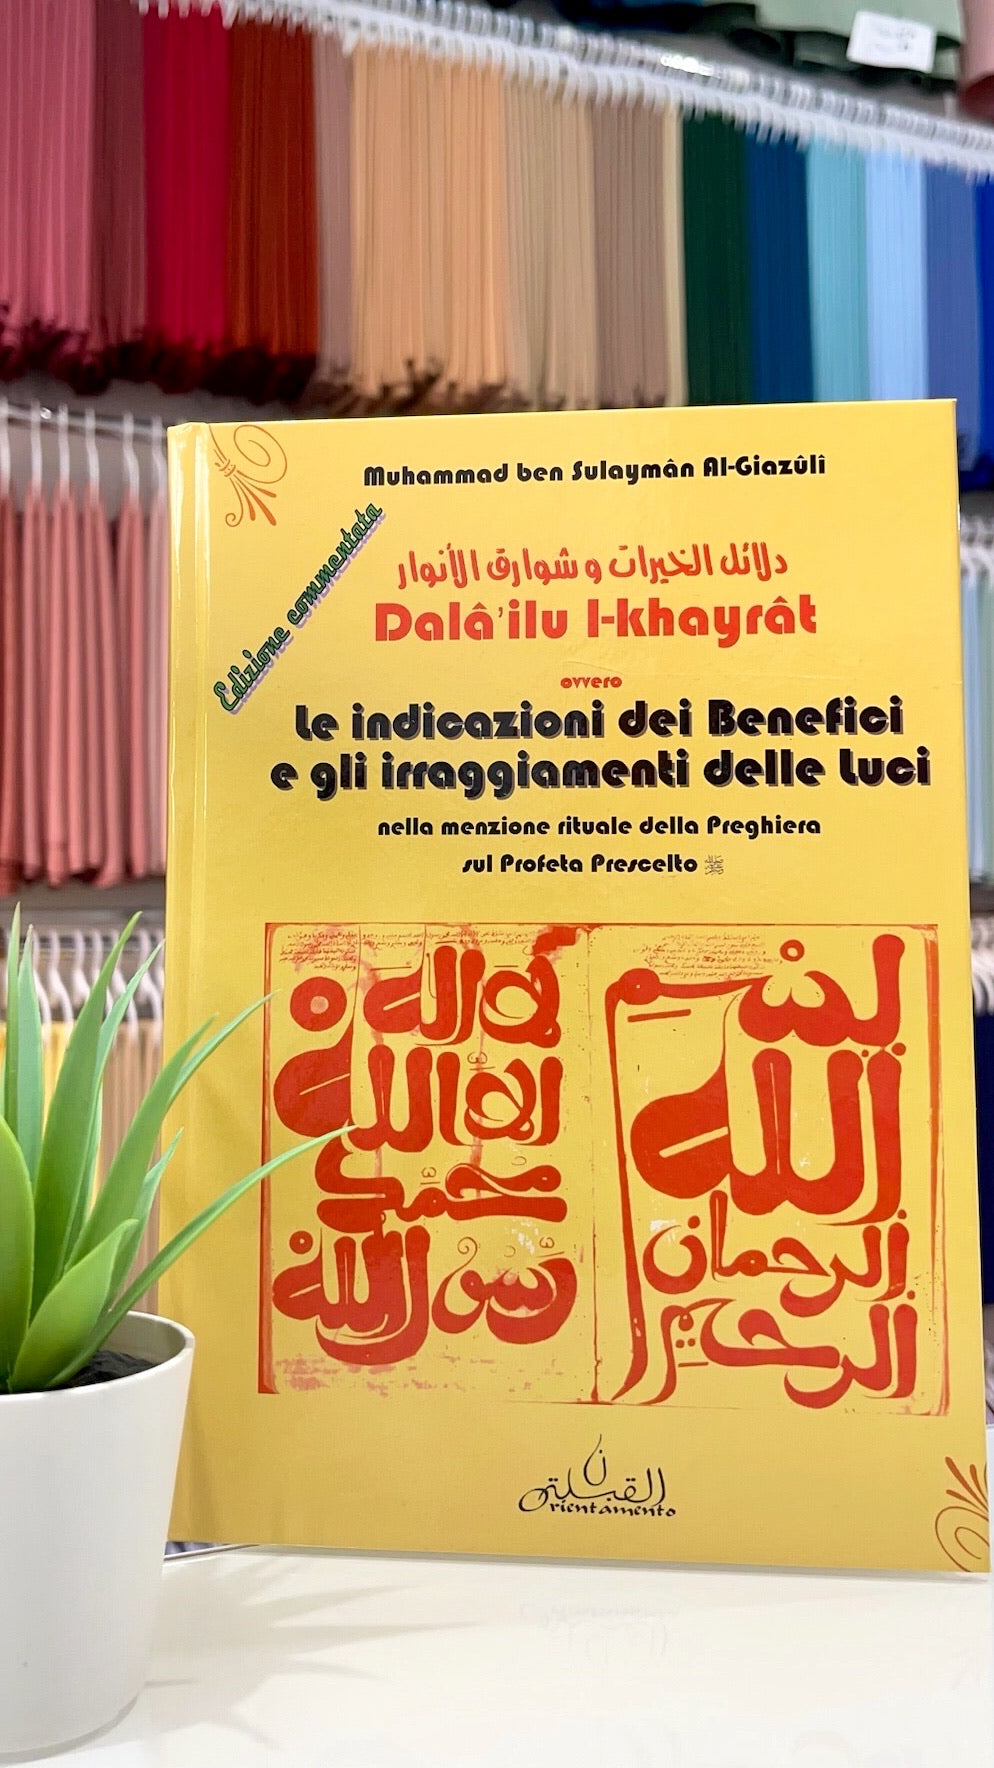 Muhammad ben Sulaymân Al-Giazûlî
Edizione commentata
دلائل الخيرات و شوارق الأنوار
Dalâ'ilu l-khayrât
ovvero
Le indicazioni dei Benefici
e gli irraggiamenti delle Luci
nella menzione rituale della Preghiera
sul Profeta Prescelto ﷺ
بسم
الله
الرحمان
الرحيم
لا إله
إلا الله
محمد
رسول الله
القبلة
Orientamento